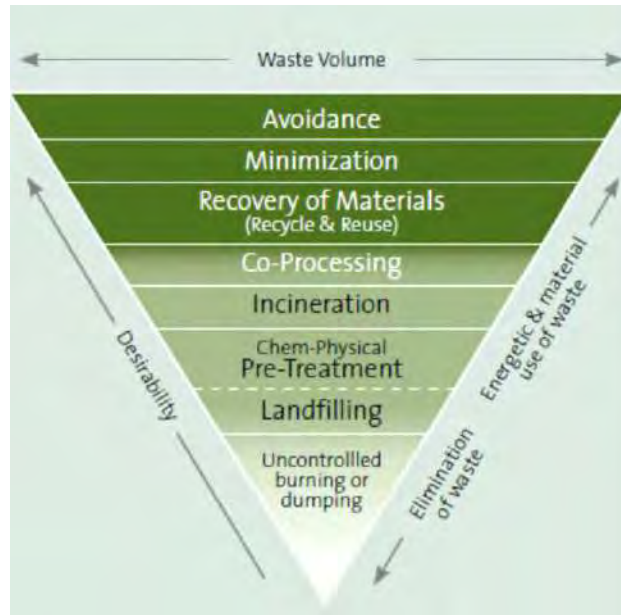 Waste Volume
Avoidance
Minimization
Recovery of Materials
(Recycle & Reuse)
Co-Processing
Incineration
Chem-Physical
Pre-Treatment
Landfilling
Uncontrollled
burning or
dumping
Desirability
Energetic & material
use of waste
Elimination
of waste